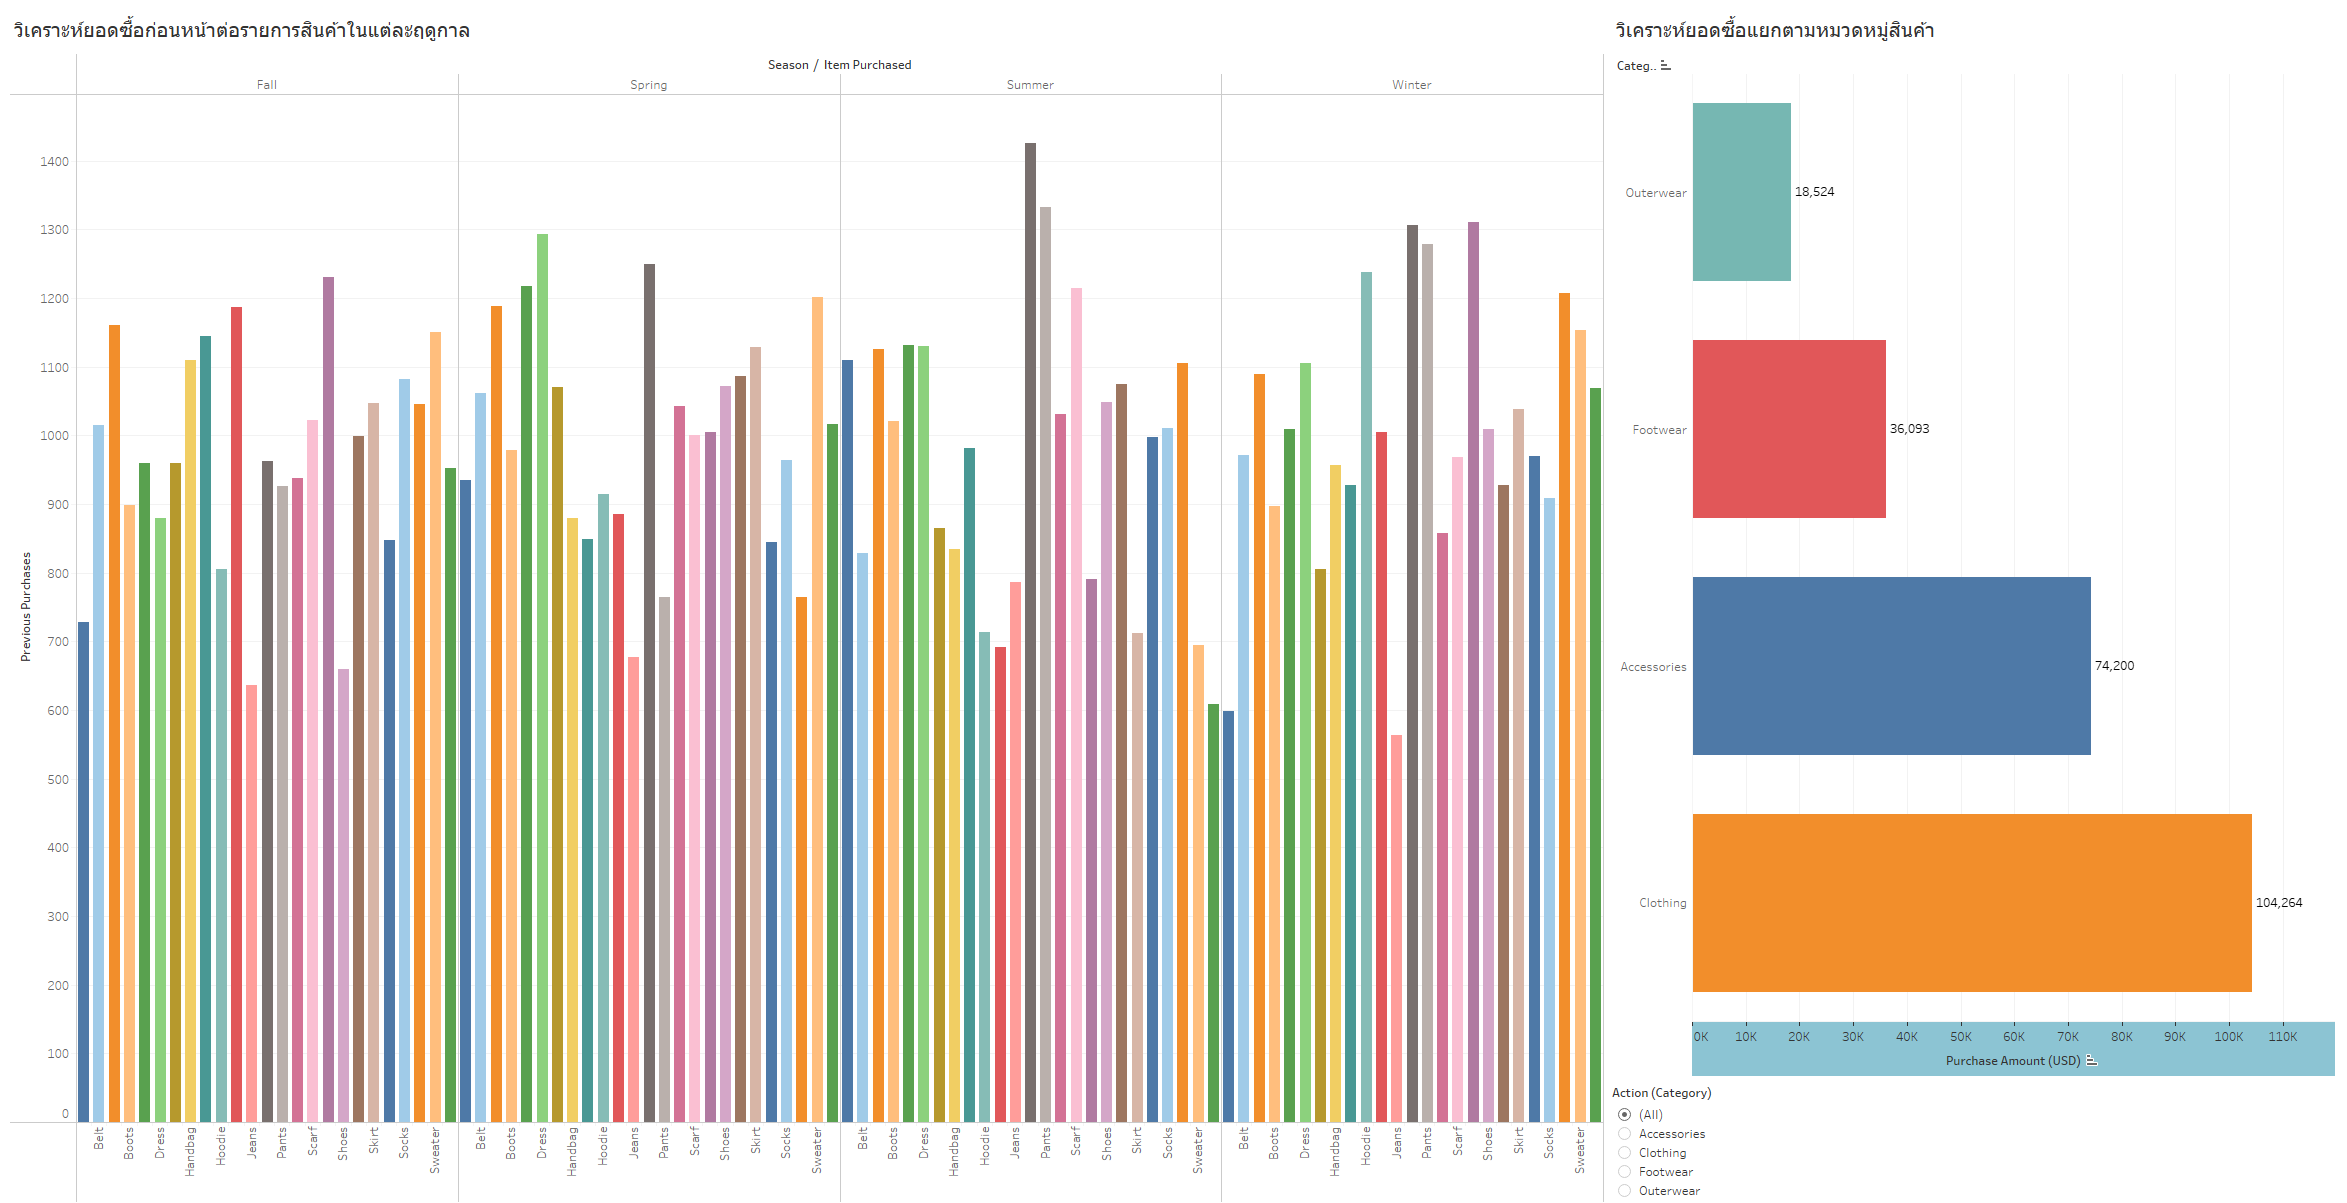 วิเคราะห์ยอดซื้อก่อนหน้าต่อรายการสินค้าในแต่ละฤดูกาล
Season / Item Purchased
Fall Spring Summer Winter
1400
1300
1200
1100
1000
900
800
700
600
500
400
300
200
100
0
Previous Purchases
Belt Boots Dress Handbag Hoodie Jeans Pants Scarf Shoes Skirt Socks Sweater Belt Boots Dress Handbag Hoodie Jeans Pants Scarf Shoes Skirt Socks Sweater Belt Boots Dress Handbag Hoodie Jeans Pants Scarf Shoes Skirt Socks Sweater Belt Boots Dress Handbag Hoodie Jeans Pants Scarf Shoes Skirt Socks Sweater
วิเคราะห์ยอดซื้อแยกตามหมวดหมู่สินค้า
Categ..
Outerwear 18,524
Footwear 36,093
Accessories 74,200
Clothing 104,264
0K 10K 20K 30K 40K 50K 60K 70K 80K 90K 100K 110K
Purchase Amount (USD)
Action (Category)
(All)
Accessories
Clothing
Footwear
Outerwear